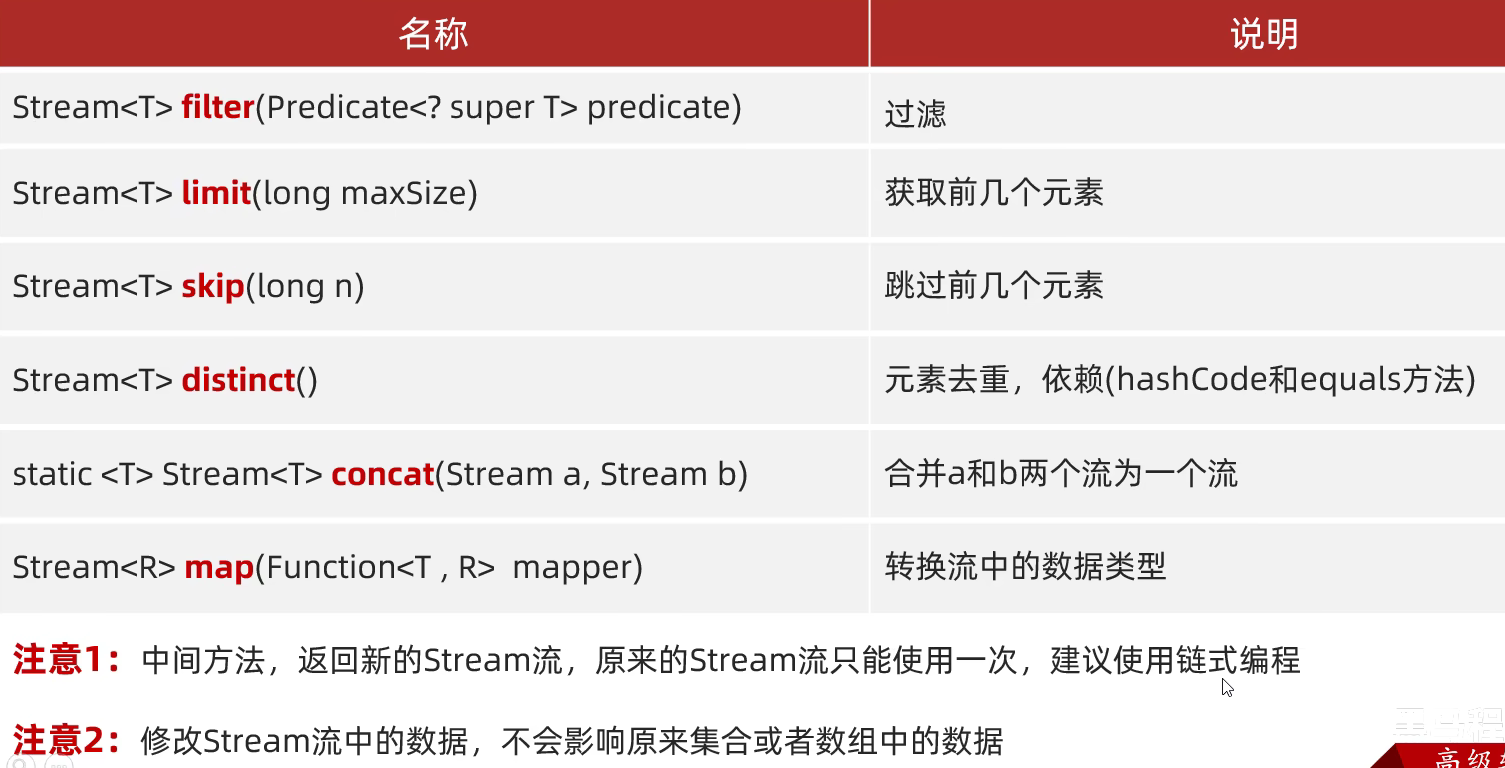 名称 说明
Stream<T> filter(Predicate<? super T> predicate) 过滤
Stream<T> limit(long maxSize) 获取前几个元素
Stream<T> skip(long n) 跳过前几个元素
Stream<T> distinct() 元素去重，依赖(hashCode和equals方法)
static <T> Stream<T> concat(Stream a, Stream b) 合并a和b两个流为一个流
Stream<R> map(Function<T , R>  mapper) 转换流中的数据类型
注意1：中间方法，返回新的Stream流，原来的Stream流只能使用一次，建议使用链式编程
注意2：修改Stream流中的数据，不会影响原来集合或者数组中的数据
高级